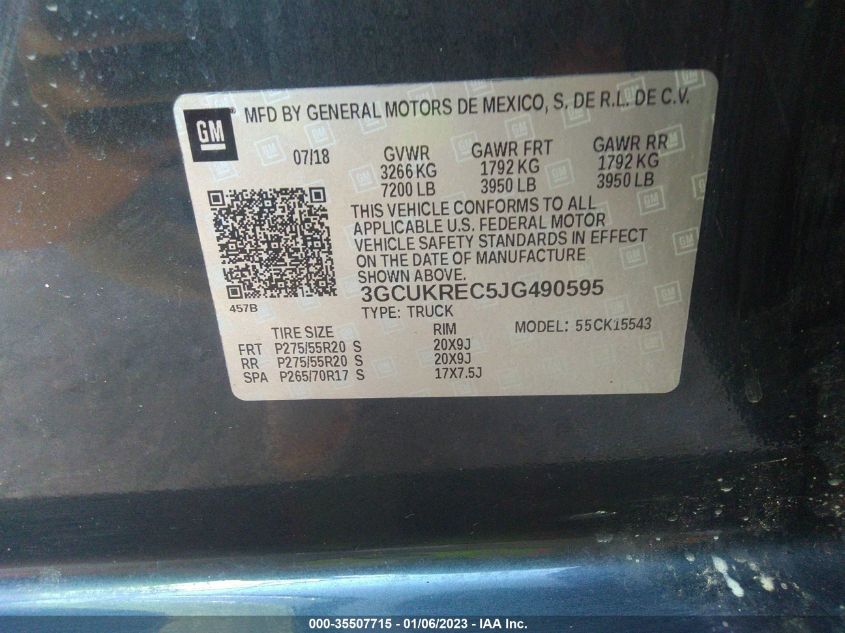 GM
MFD BY GENERAL MOTORS DE MEXICO, S. DE R.L. DE C.V.
07/18 GVWR GAWR FRT GAWR RR
3266 KG 1792 KG 1792 KG
7200 LB 3950 LB 3950 LB
THIS VEHICLE CONFORMS TO ALL
APPLICABLE U.S. FEDERAL MOTOR
VEHICLE SAFETY STANDARDS IN EFFECT
ON THE DATE OF MANUFACTURE
SHOWN ABOVE.
457B
3GCUKREC5JG490595
TYPE: TRUCK MODEL: 55CK15543
TIRE SIZE RIM
FRT P275/55R20 S 20X9J
RR P275/55R20 S 20X9J
SPA P265/70R17 S 17X7.5J
000-35507715 - 01/06/2023 - IAA Inc.